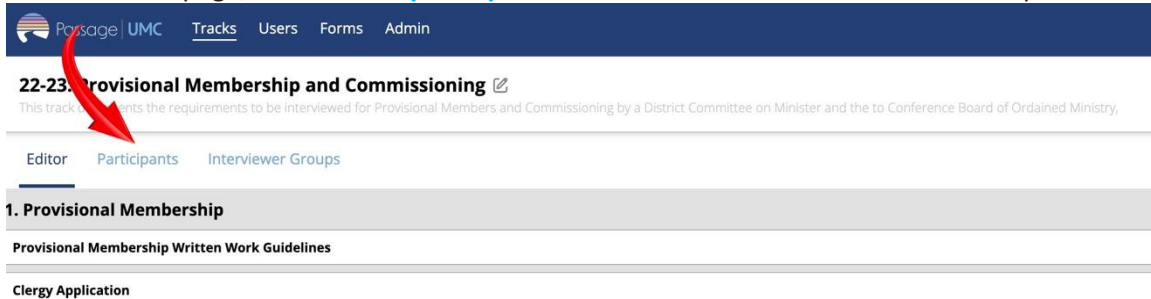 Passage | UMC Tracks Users Forms Admin
22-23: Provisional Membership and Commissioning
This track the requirements to be interviewed for Provisional Members and Commissioning by a District Committee on Minister and the to Conference Board of Ordained Ministry,
Editor Participants Interviewer Groups
1. Provisional Membership
Provisional Membership Written Work Guidelines
Clergy Application